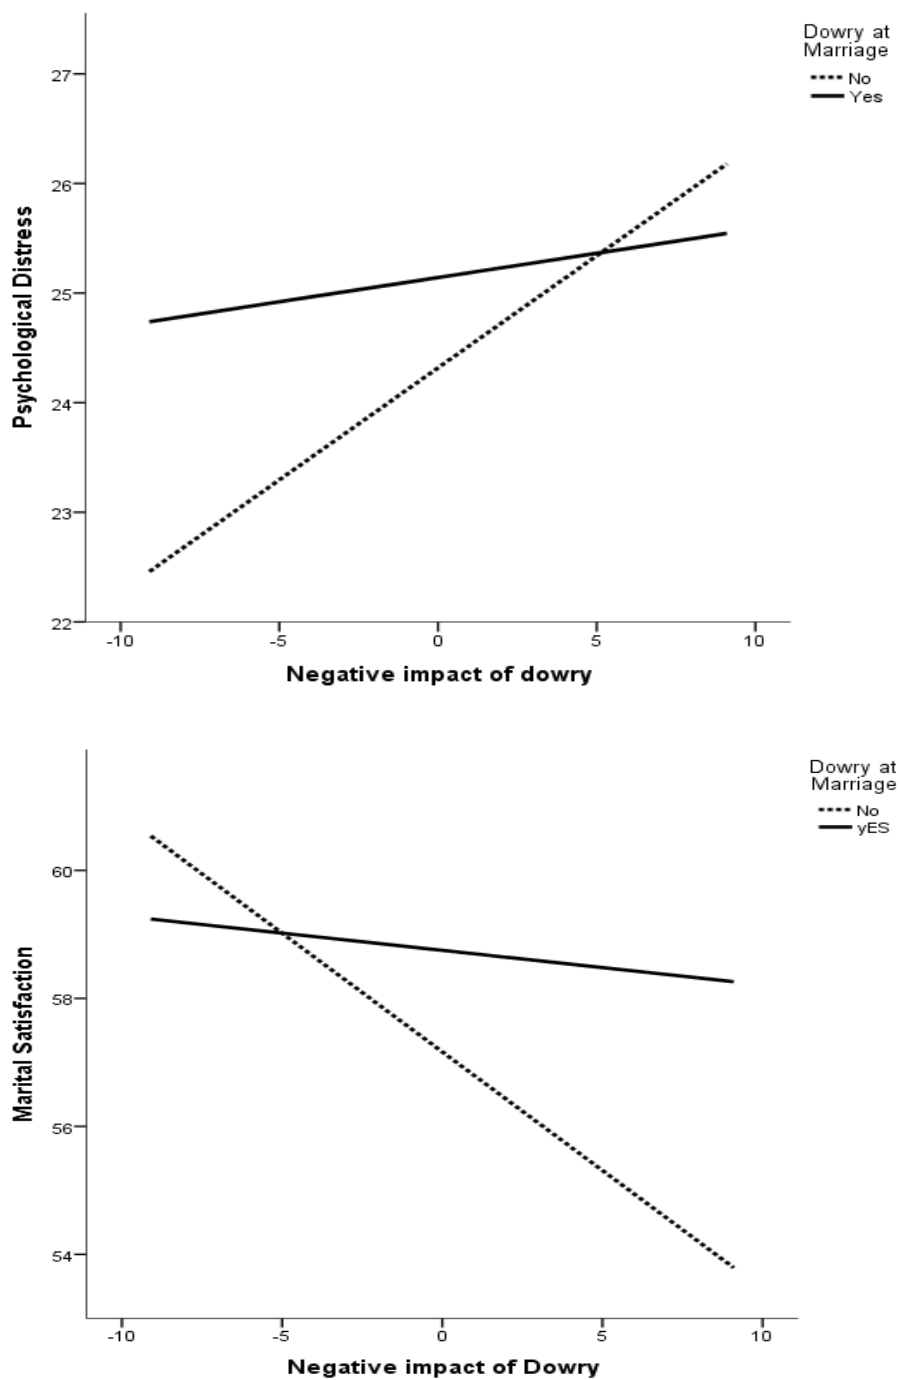 Dowry at
Marriage
No
Yes
27
26
25
24
23
22
Psychological Distress
-10
-5
0
5
10
Negative impact of dowry
Dowry at
Marriage
No
yES
60
58
56
54
Marital Satisfaction
-10
-5
0
5
10
Negative impact of Dowry